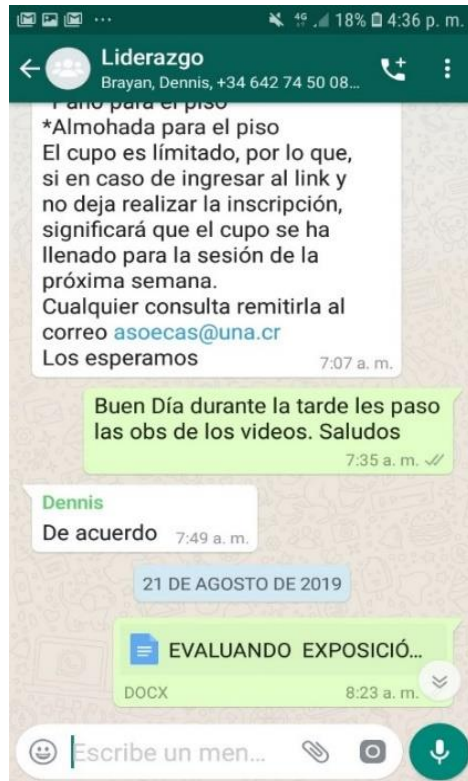 18% 4:36 p. m.
Liderazgo
Brayan, Dennis, +34 642 74 50 08...
para el piso
*Almohada para el piso
El cupo es límitado, por lo que,
si en caso de ingresar al link y
no deja realizar la inscripción,
significará que el cupo se ha
llenado para la sesión de la
próxima semana.
Cualquier consulta remitirla al
correo asoecas@una.cr
Los esperamos
7:07 a. m.
Buen Día durante la tarde les paso
las obs de los videos. Saludos
7:35 a. m.
Dennis
De acuerdo 7:49 a. m.
21 DE AGOSTO DE 2019
EVALUANDO EXPOSICIÓ...
DOCX 8:23 a. m.
Escribe un men...